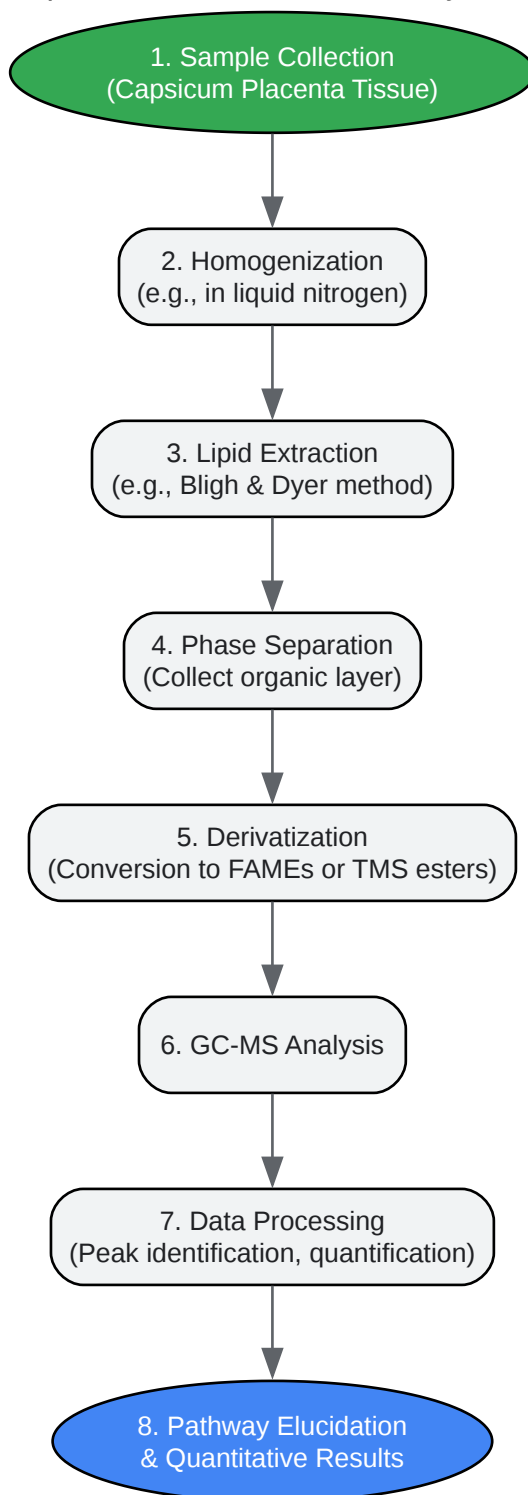 1. Sample Collection
(Capsicum Placenta Tissue)
2. Homogenization
(e.g., in liquid nitrogen)
3. Lipid Extraction
(e.g., Bligh & Dyer method)
4. Phase Separation
(Collect organic layer)
5. Derivatization
(Conversion to FAMEs or TMS esters)
6. GC-MS Analysis
7. Data Processing
(Peak identification, quantification)
8. Pathway Elucidation
& Quantitative Results